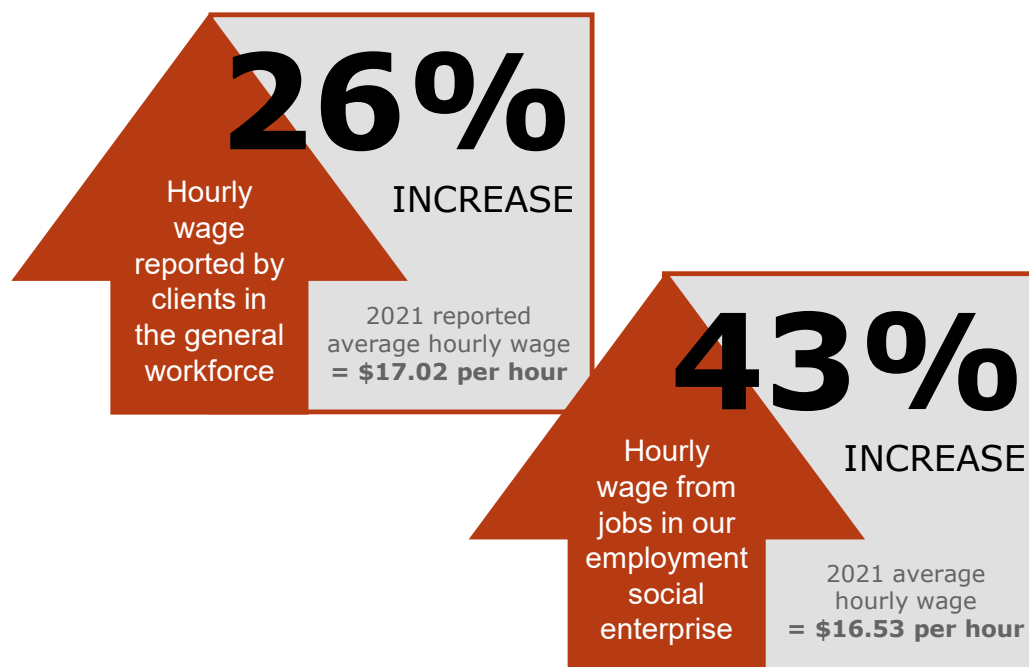 26%
INCREASE
Hourly
wage
reported by
clients in
the general
workforce
2021 reported
average hourly wage
= $17.02 per hour
43%
INCREASE
Hourly
wage from
jobs in our
employment
social
enterprise
2021 average
hourly wage
= $16.53 per hour